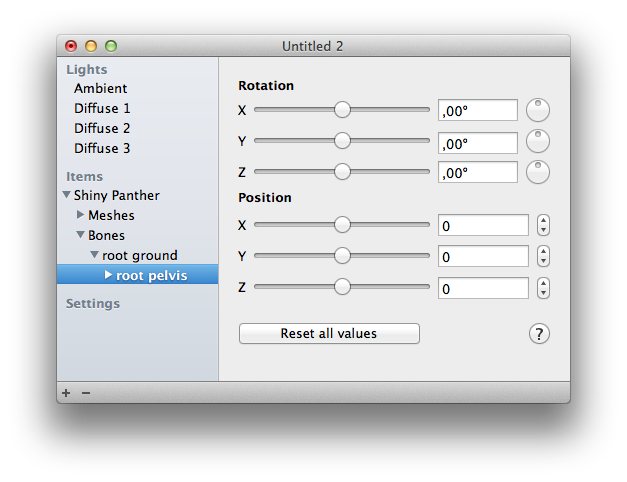 Untitled 2
Lights
Ambient
Diffuse 1
Diffuse 2
Diffuse 3
Items
Shiny Panther
Meshes
Bones
root ground
root pelvis
Settings
+ −
Rotation
X ,00°
Y ,00°
Z ,00°
Position
X 0
Y 0
Z 0
Reset all values ?